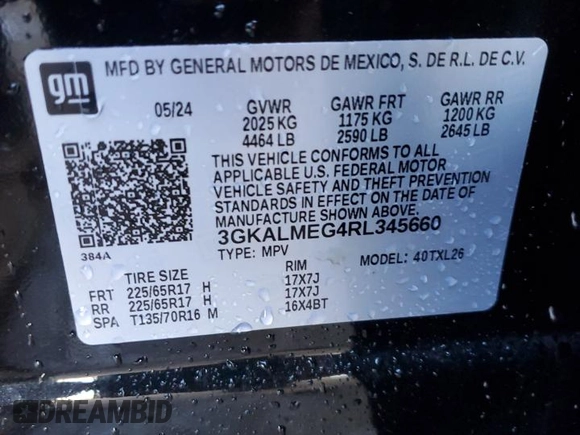 gm
MFD BY GENERAL MOTORS DE MEXICO, S. DE R.L. DE C.V.
05/24 GVWR GAWR FRT GAWR RR
2025 KG 1175 KG 1200 KG
4464 LB 2590 LB 2645 LB
THIS VEHICLE CONFORMS TO ALL
APPLICABLE U.S. FEDERAL MOTOR
VEHICLE SAFETY AND THEFT PREVENTION
STANDARDS IN EFFECT ON THE DATE OF
MANUFACTURE SHOWN ABOVE.
3GKALMEG4RL345660
384A TYPE: MPV MODEL: 40TXL26
TIRE SIZE RIM
FRT 225/65R17 H 17X7J
RR 225/65R17 H 17X7J
SPA T135/70R16 M 16X4BT
DREAMBID